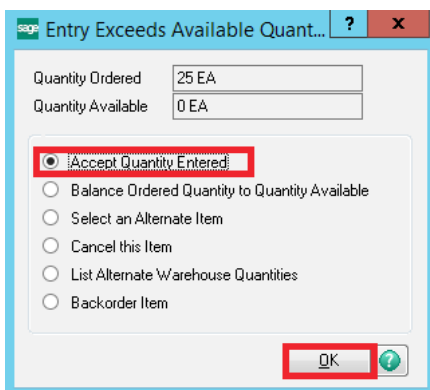 sage Entry Exceeds Available Quant... ? x
Quantity Ordered 25 EA
Quantity Available 0 EA
Accept Quantity Entered
Balance Ordered Quantity to Quantity Available
Select an Alternate Item
Cancel this Item
List Alternate Warehouse Quantities
Backorder Item
OK ?